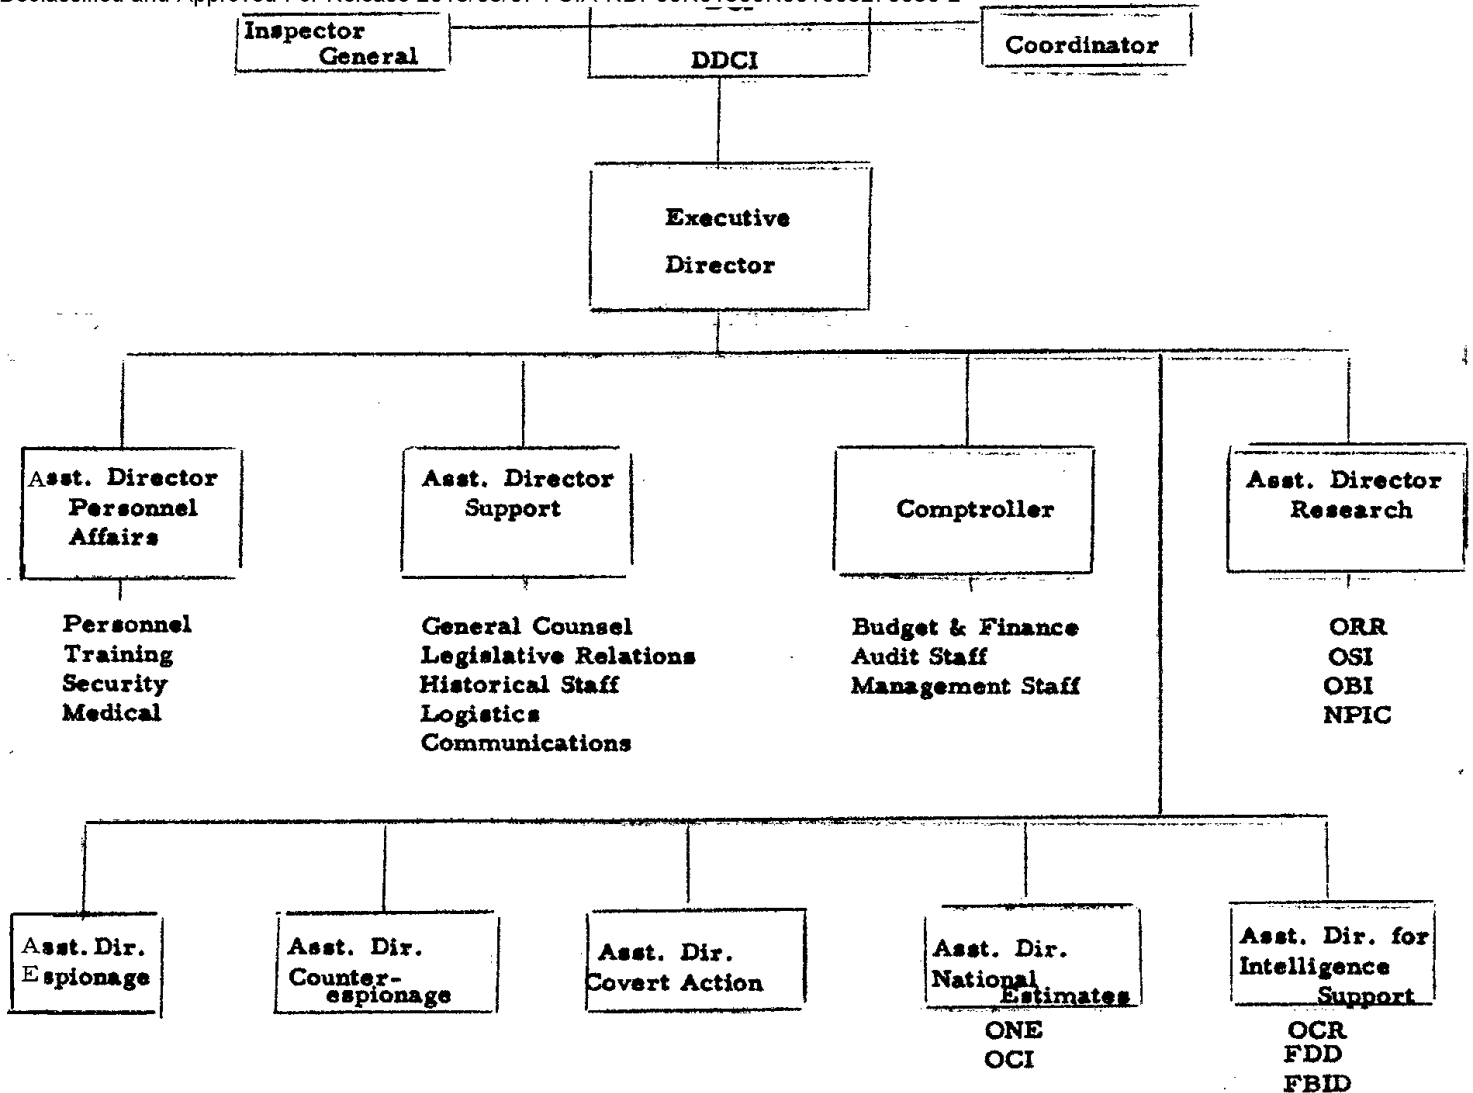 Inspector
General
DDCI
Coordinator
Executive
Director
Asst. Director
Personnel
Affairs
Asst. Director
Support
Comptroller
Asst. Director
Research
Personnel
Training
Security
Medical
General Counsel
Legislative Relations
Historical Staff
Logistics
Communications
Budget & Finance
Audit Staff
Management Staff
ORR
OSI
OBI
NPIC
Asst. Dir.
Espionage
Asst. Dir.
Counter-
espionage
Asst. Dir.
Covert Action
Asst. Dir.
National
Estimates
ONE
OCI
Asst. Dir. for
Intelligence
Support
OCR
FDD
FBID